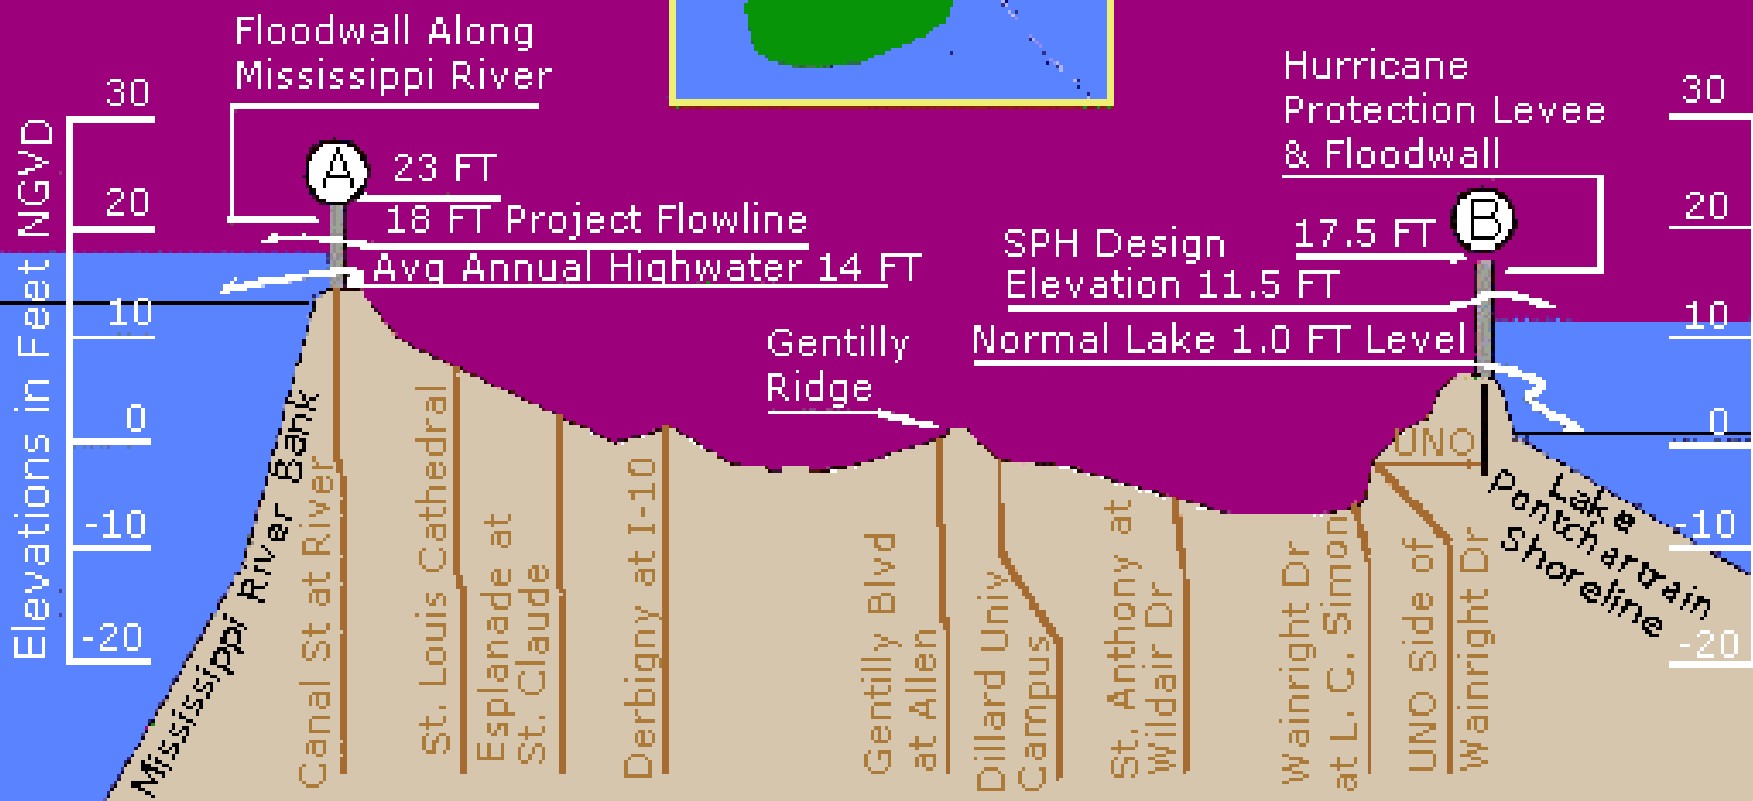 Floodwall Along
Mississippi River
Hurricane
Protection Levee
& Floodwall
Elevations in Feet NGVD
30
20
10
0
-10
-20
A
23 FT
18 FT Project Flowline
Avg Annual Highwater 14 FT
Gentilly
Ridge
B
17.5 FT
SPH Design
Elevation 11.5 FT
Normal Lake 1.0 FT Level
30
20
10
0
-10
-20
Mississippi River Bank
Canal St at River
St. Louis Cathedral
Esplanade at
St. Claude
Derbigny at I-10
Gentilly Blvd
at Allen
Dillard Univ
Campus
St. Anthony at
Wildair Dr
Wainright Dr
at L. C. Simon
UNO Side of
Wainright Dr
UNO
Lake
Pontchartrain
Shoreline